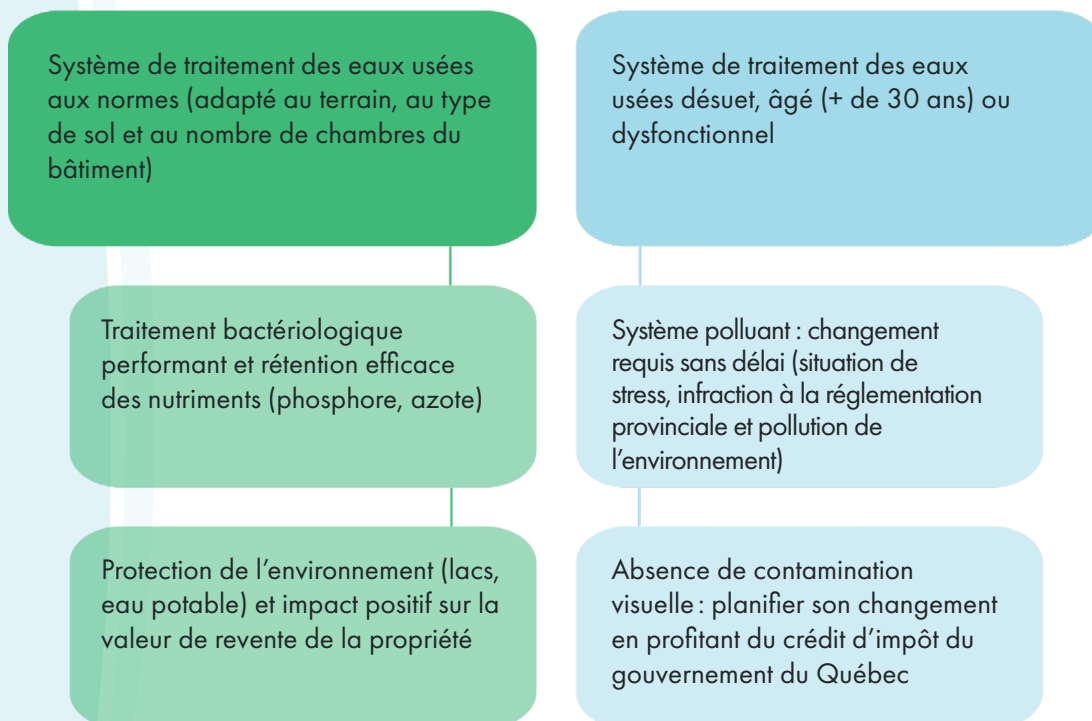 Système de traitement des eaux usées
aux normes (adapté au terrain, au type
de sol et au nombre de chambres du
bâtiment)
Traitement bactériologique
performant et rétention efficace
des nutriments (phosphore, azote)
Protection de l'environnement (lacs,
eau potable) et impact positif sur la
valeur de revente de la propriété
Système de traitement des eaux
usées désuet, âgé (+ de 30 ans) ou
dysfonctionnel
Système polluant : changement
requis sans délai (situation de
stress, infraction à la réglementation
provinciale et pollution de
l'environnement)
Absence de contamination
visuelle : planifier son changement
en profitant du crédit d'impôt du
gouvernement du Québec